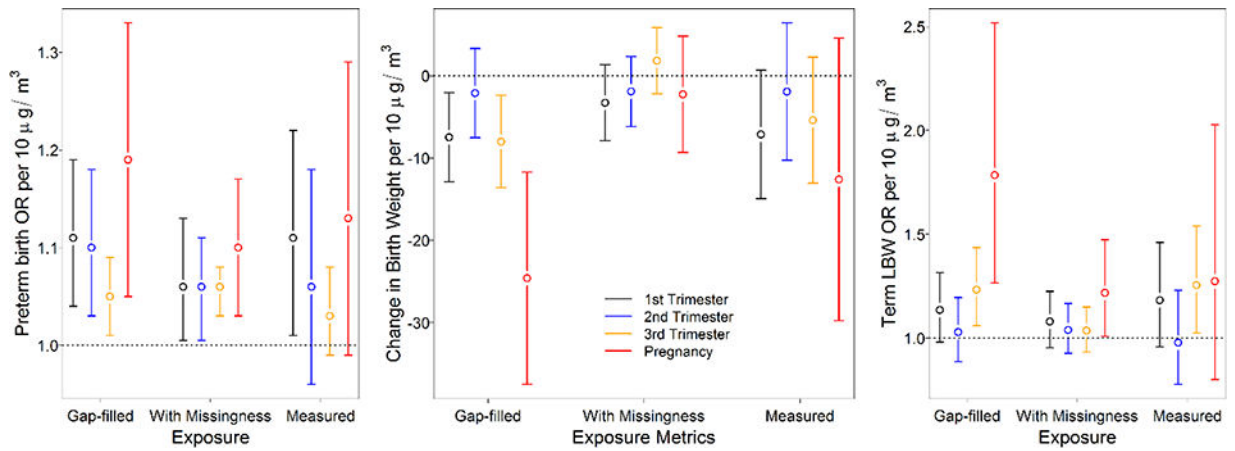 Preterm birth OR per 10 μ g/ m³
1.3
1.2
1.1
1.0
Gap-filled With Missingness Measured
Exposure
Change in Birth Weight per 10 μ g/ m³
0
-10
-20
-30
1st Trimester
2nd Trimester
3rd Trimester
Pregnancy
Gap-filled With Missingness Measured
Exposure Metrics
Term LBW OR per 10 μ g/ m³
2.5
2.0
1.5
1.0
Gap-filled With Missingness Measured
Exposure